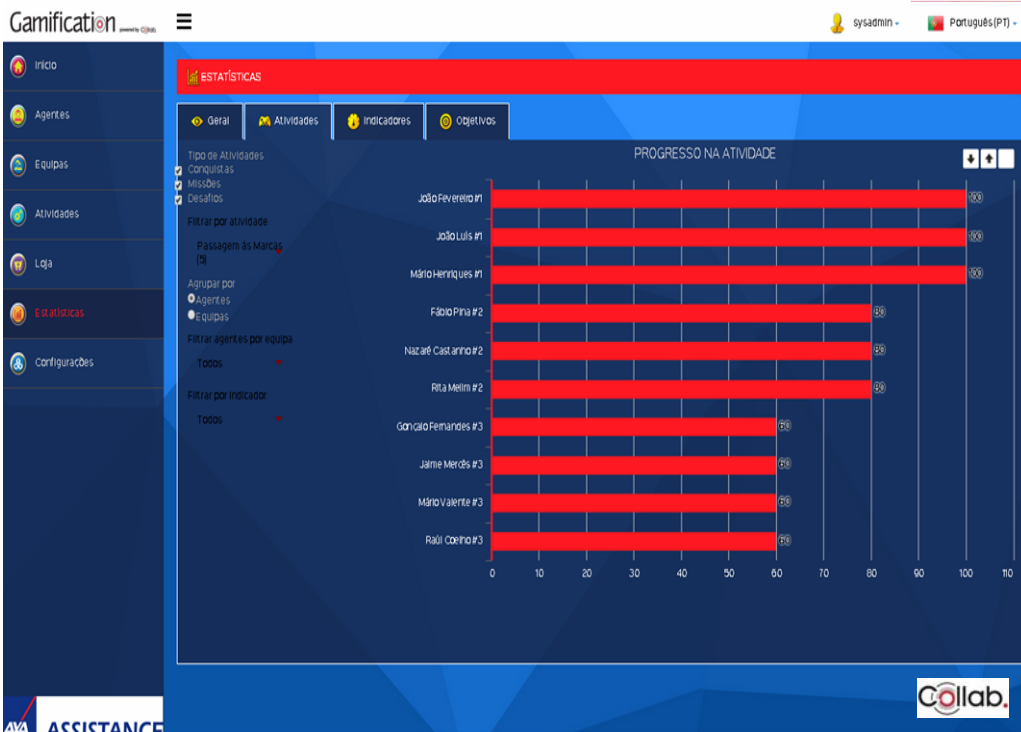 Gamification powered by Collab.
sysadmin
Português (PT)
Início
Agentes
Equipas
Atividades
Loja
Estatísticas
Configurações
ESTATÍSTICAS
Geral
Atividades
Indicadores
Objetivos
Tipo de Atividades
Conquistas
Missões
Desafios
Filtrar por atividade
Passagem às Marcas
(5)
Agrupar por
Agentes
Equipas
Filtrar agentes por equipa
Todos
Filtrar por Indicador
Todos
PROGRESSO NA ATIVIDADE
João Fevereiro #1 100
João Luís #1 100
Mário Henriques #1 100
Fábio Pina #2 80
Nazaré Castanho #2 80
Rita Melim #2 80
Gonçalo Fernandes #3 60
Jaime Mercês #3 60
Mário Valente #3 60
Raúl Coelho #3 60
0 10 20 30 40 50 60 70 80 90 100 110
Collab.
AXA ASSISTANCE